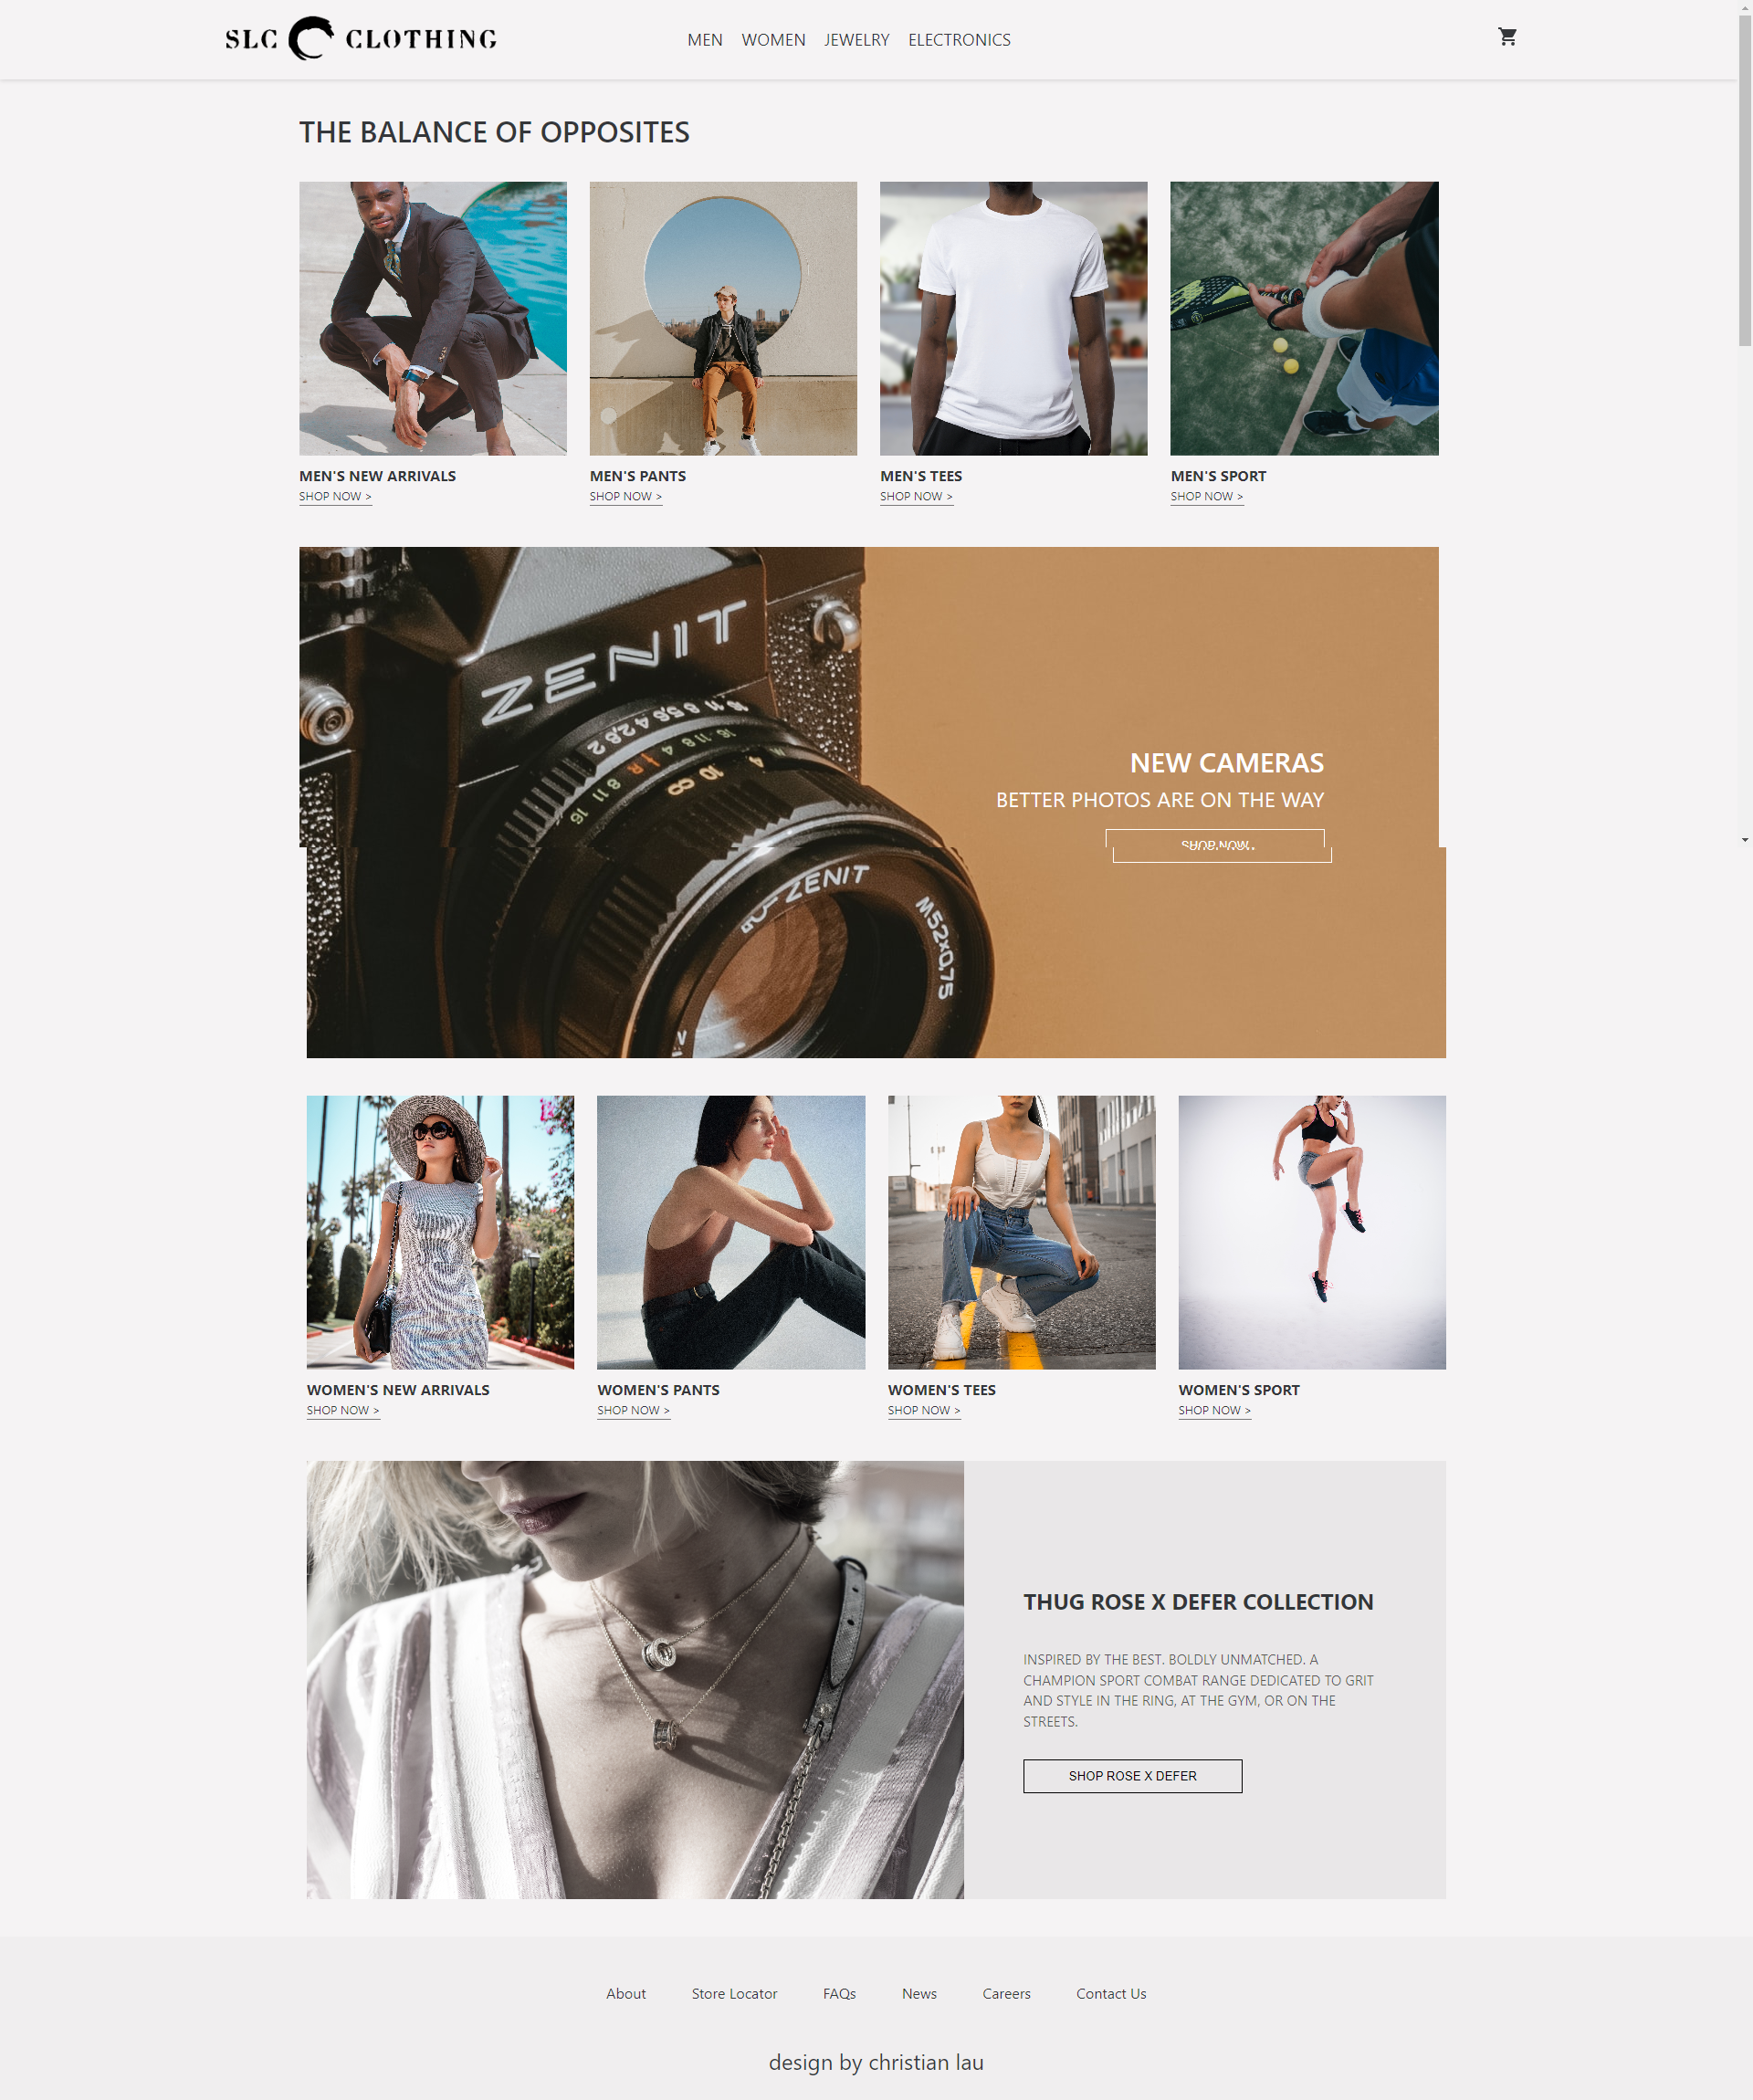 SLC CLOTHING
MEN WOMEN JEWELRY ELECTRONICS
THE BALANCE OF OPPOSITES
MEN'S NEW ARRIVALS
SHOP NOW >
MEN'S PANTS
SHOP NOW >
MEN'S TEES
SHOP NOW >
MEN'S SPORT
SHOP NOW >
ZENIT
NEW CAMERAS
BETTER PHOTOS ARE ON THE WAY
ZENIT
M52x0.75
WOMEN'S NEW ARRIVALS
SHOP NOW >
WOMEN'S PANTS
SHOP NOW >
WOMEN'S TEES
SHOP NOW >
WOMEN'S SPORT
SHOP NOW >
THUG ROSE X DEFER COLLECTION
INSPIRED BY THE BEST. BOLDLY UNMATCHED. A
CHAMPION SPORT COMBAT RANGE DEDICATED TO GRIT
AND STYLE IN THE RING, AT THE GYM, OR ON THE
STREETS.
SHOP ROSE X DEFER
About Store Locator FAQs News Careers Contact Us
design by christian lau